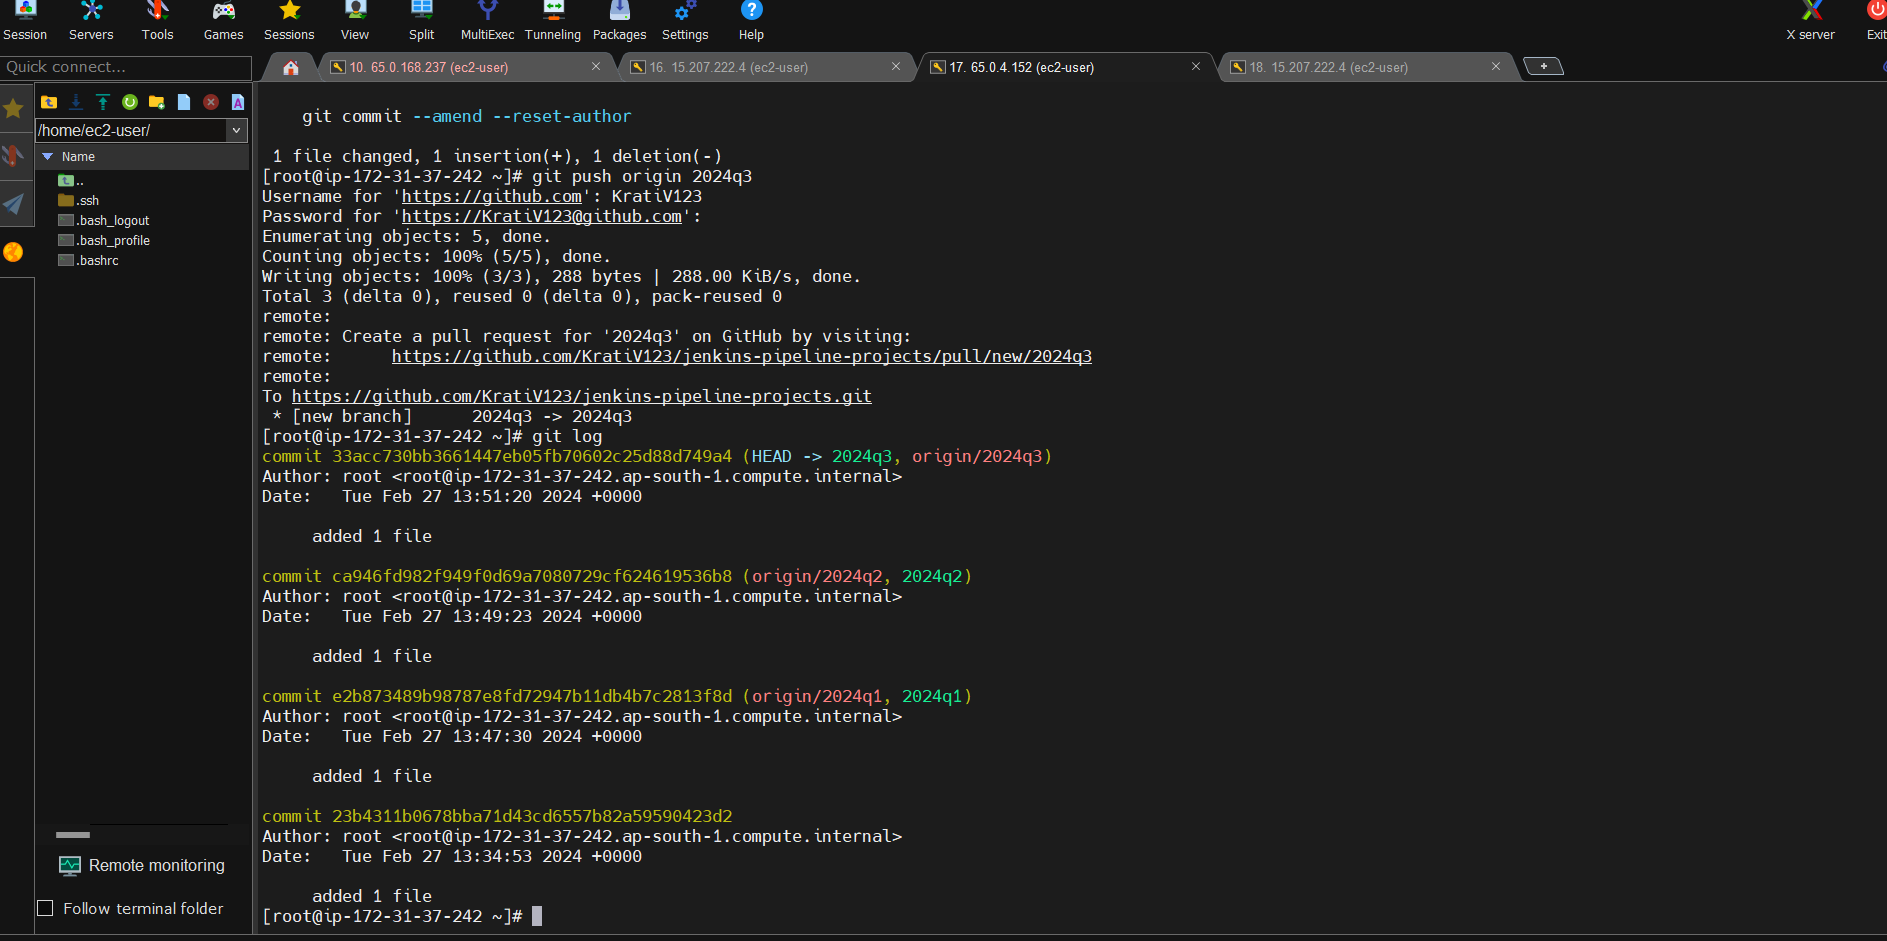 Session Servers Tools Games Sessions View Split MultiExec Tunneling Packages Settings Help X server Exit
Quick connect...
10. 65.0.168.237 (ec2-user)
16. 15.207.222.4 (ec2-user)
17. 65.0.4.152 (ec2-user)
18. 15.207.222.4 (ec2-user)
/home/ec2-user/
Name
..
.ssh
.bash_logout
.bash_profile
.bashrc
Remote monitoring
Follow terminal folder
git commit --amend --reset-author
1 file changed, 1 insertion(+), 1 deletion(-)
[root@ip-172-31-37-242 ~]# git push origin 2024q3
Username for 'https://github.com': KratiV123
Password for 'https://KratiV123@github.com':
Enumerating objects: 5, done.
Counting objects: 100% (5/5), done.
Writing objects: 100% (3/3), 288 bytes | 288.00 KiB/s, done.
Total 3 (delta 0), reused 0 (delta 0), pack-reused 0
remote:
remote: Create a pull request for '2024q3' on GitHub by visiting:
remote:      https://github.com/KratiV123/jenkins-pipeline-projects/pull/new/2024q3
remote:
To https://github.com/KratiV123/jenkins-pipeline-projects.git
 * [new branch]      2024q3 -> 2024q3
[root@ip-172-31-37-242 ~]# git log
commit 33acc730bb3661447eb05fb70602c25d88d749a4 (HEAD -> 2024q3, origin/2024q3)
Author: root <root@ip-172-31-37-242.ap-south-1.compute.internal>
Date:   Tue Feb 27 13:51:20 2024 +0000
added 1 file
commit ca946fd982f949f0d69a7080729cf624619536b8 (origin/2024q2, 2024q2)
Author: root <root@ip-172-31-37-242.ap-south-1.compute.internal>
Date:   Tue Feb 27 13:49:23 2024 +0000
added 1 file
commit e2b873489b98787e8fd72947b11db4b7c2813f8d (origin/2024q1, 2024q1)
Author: root <root@ip-172-31-37-242.ap-south-1.compute.internal>
Date:   Tue Feb 27 13:47:30 2024 +0000
added 1 file
commit 23b4311b0678bba71d43cd6557b82a59590423d2
Author: root <root@ip-172-31-37-242.ap-south-1.compute.internal>
Date:   Tue Feb 27 13:34:53 2024 +0000
added 1 file
[root@ip-172-31-37-242 ~]#